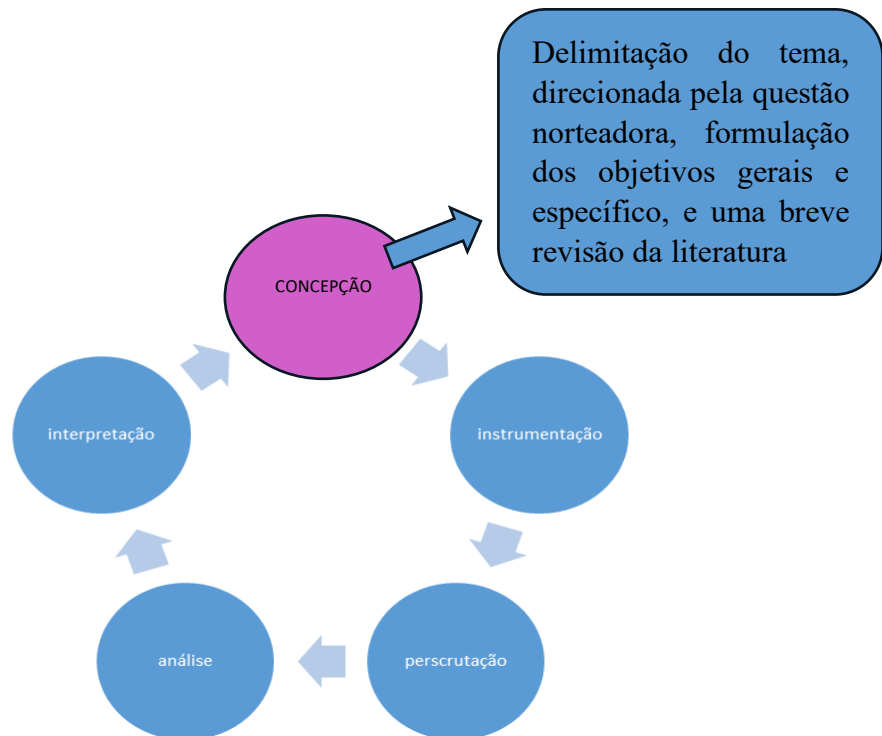 Delimitação do tema,
direcionada pela questão
norteadora, formulação
dos objetivos gerais e
específico, e uma breve
revisão da literatura
CONCEPÇÃO
interpretação
instrumentação
análise
perscrutação